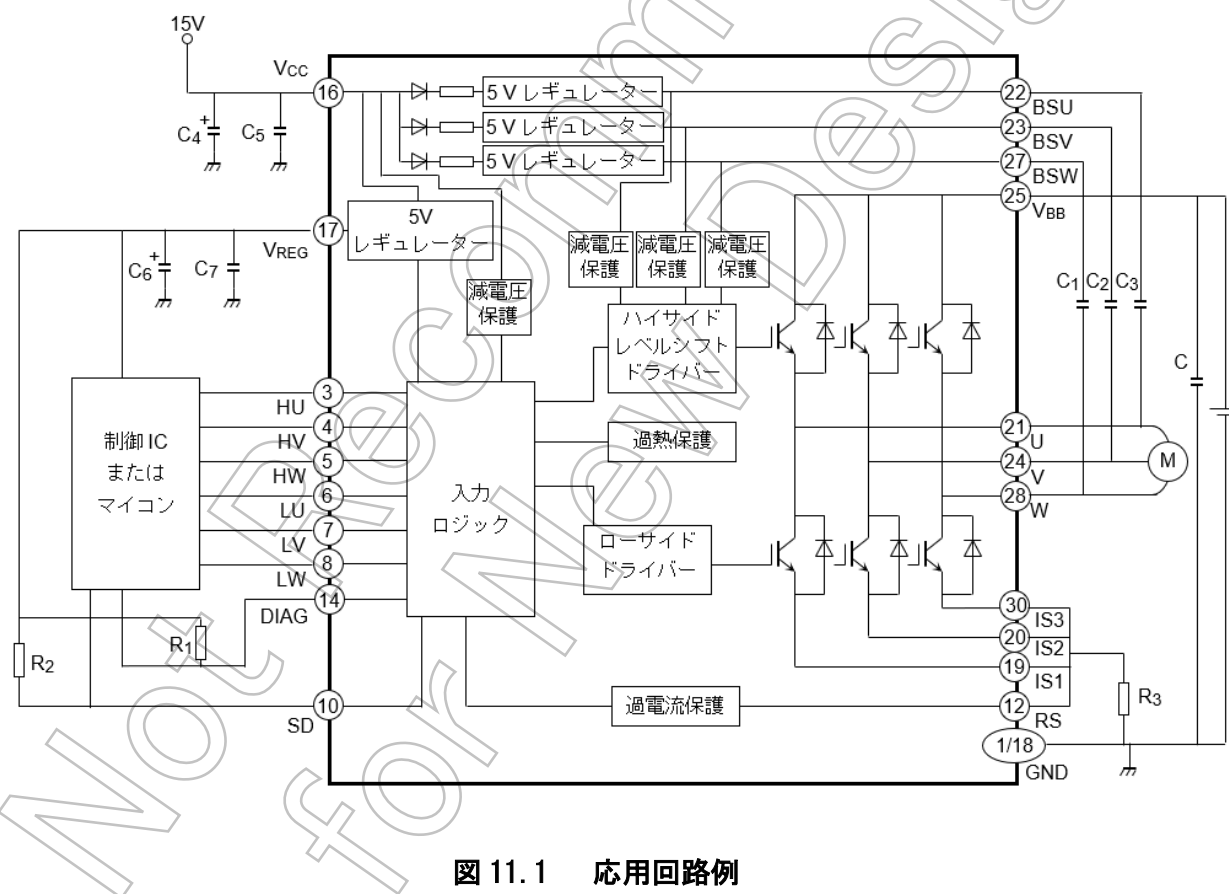 15V
VCC
16
C4
+
C5
5Vレギュレーター
5Vレギュレーター
5Vレギュレーター
22
BSU
23
BSV
27
BSW
25
VBB
17
VREG
5V
レギュレーター
C6
+
C7
減電圧
保護
減電圧
保護
減電圧
保護
減電圧
保護
ハイサイド
レベルシフト
ドライバー
C1
C2
C3
C
制御IC
または
マイコン
3
HU
4
HV
5
HW
6
LU
7
LV
8
LW
14
DIAG
入力
ロジック
過熱保護
ローサイド
ドライバー
21
U
24
V
28
W
M
30
IS3
20
IS2
19
IS1
12
RS
R1
R2
R3
10
SD
過電流保護
1/18
GND
Not Recommended
for New Design
図 11.1 応用回路例